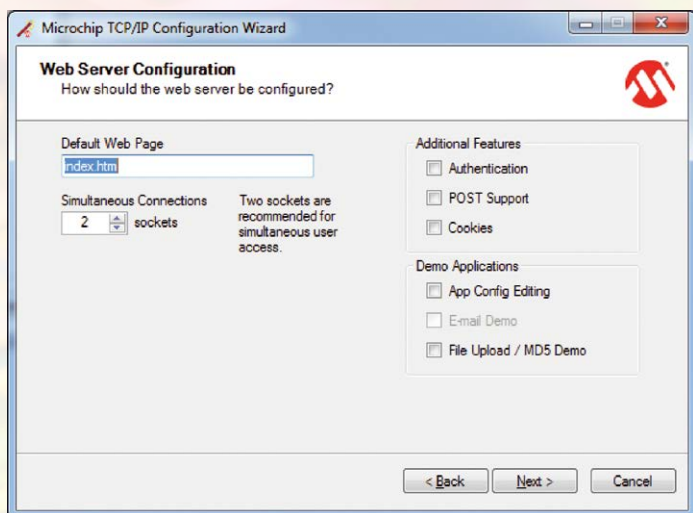 Microchip TCP/IP Configuration Wizard
Web Server Configuration
How should the web server be configured?
Default Web Page
index.htm
Simultaneous Connections
2 sockets
Two sockets are
recommended for
simultaneous user
access.
Additional Features
Authentication
POST Support
Cookies
Demo Applications
App Config Editing
E-mail Demo
File Upload / MD5 Demo
< Back
Next >
Cancel